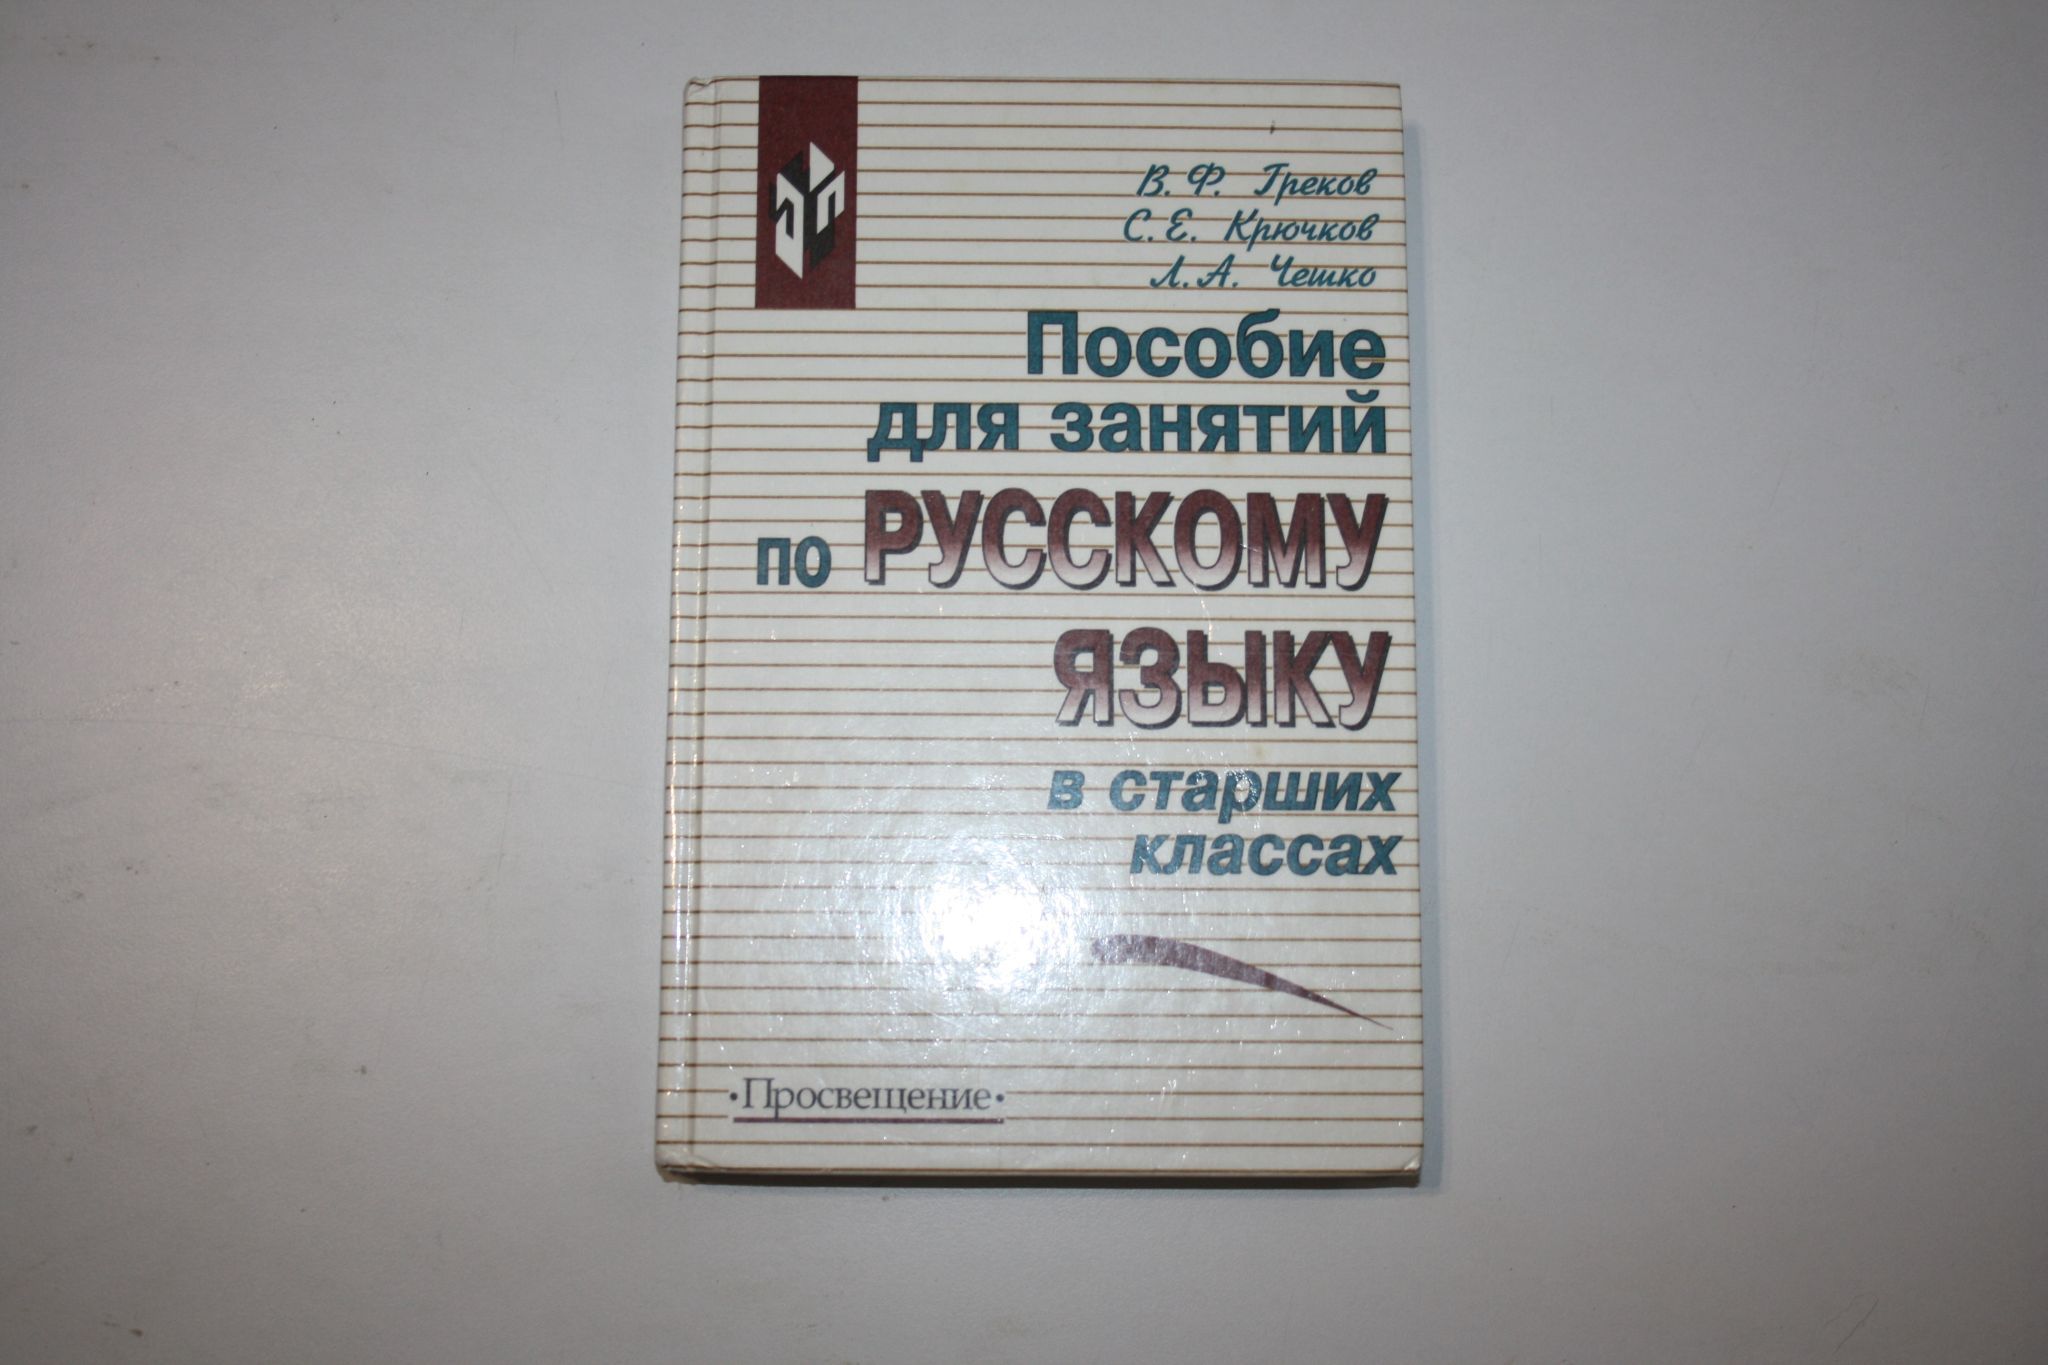 В. Ф. Греков
С. Е. Крючков
Л. А. Чешко
Пособие
для занятий
по РУССКОМУ
ЯЗЫКУ
в старших
классах
•Просвещение•